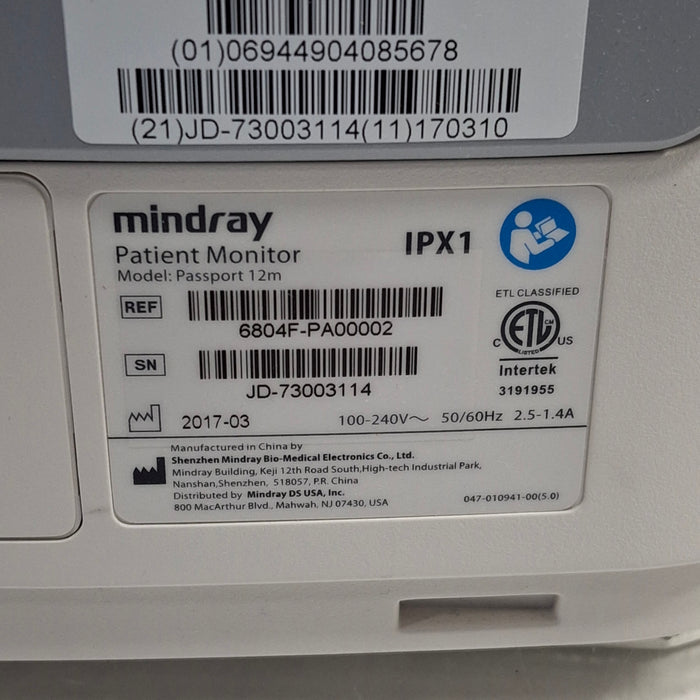 (01)06944904085678
(21)JD-73003114(11)170310
mindray
IPX1
Patient Monitor
Model: Passport 12m
REF
6804F-PA00002
SN
JD-73003114
2017-03
100-240V~ 50/60Hz 2.5-1.4A
ETL CLASSIFIED
ETL CM
LISTED
C US
Intertek
3191955
Manufactured in China by
Shenzhen Mindray Bio-Medical Electronics Co., Ltd.
Mindray Building, Keji 12th Road South,High-tech Industrial Park,
Nanshan,Shenzhen, 518057, P.R. China
Distributed by Mindray DS USA, Inc.
800 MacArthur Blvd., Mahwah, NJ 07430, USA
047-010941-00(5.0)